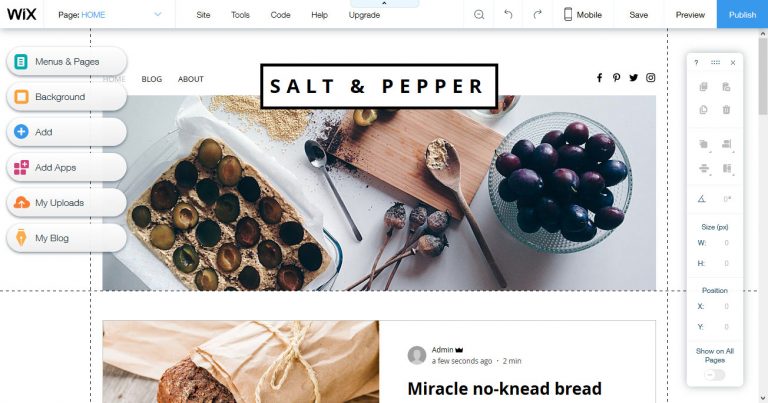 WiX
Page: HOME
Site
Tools
Code
Help
Upgrade
Mobile
Save
Preview
Publish
Menus & Pages
Background
Add
Add Apps
My Uploads
My Blog
HOME
BLOG
ABOUT
SALT & PEPPER
Admin
a few seconds ago · 2 min
Miracle no-knead bread
?
0°
Size (px)
W: 0
H: 0
Position
X: 0
Y: 0
Show on All
Pages